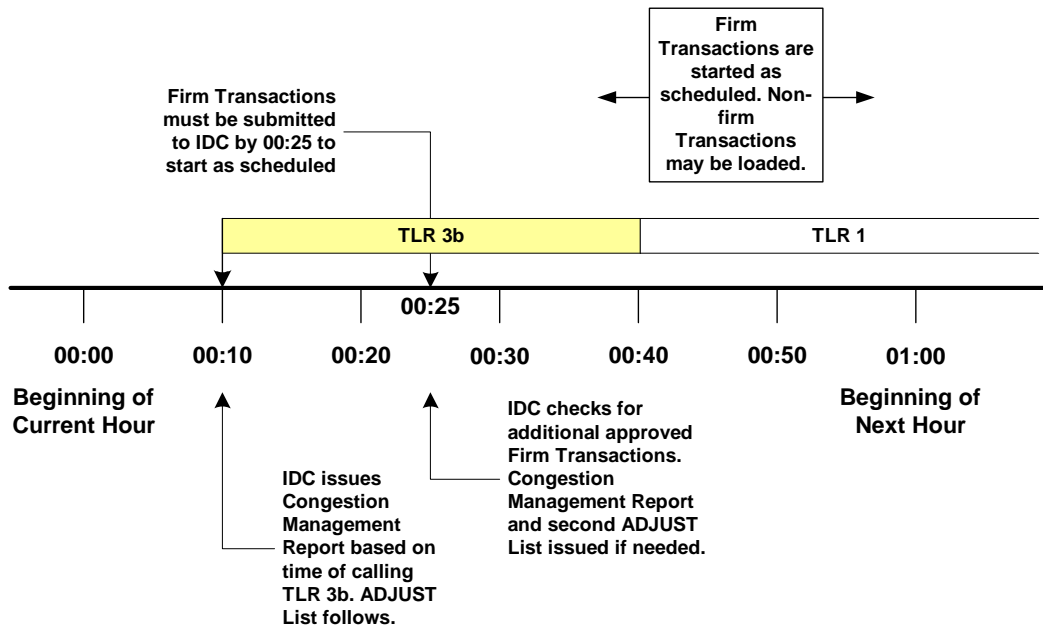 Firm
Transactions are
started as
scheduled. Non-
firm
Transactions
may be loaded.
Firm Transactions
must be submitted
to IDC by 00:25 to
start as scheduled
TLR 3b
TLR 1
00:25
00:00
00:10
00:20
00:30
00:40
00:50
01:00
Beginning of
Current Hour
Beginning of
Next Hour
IDC issues
Congestion
Management
Report based on
time of calling
TLR 3b. ADJUST
List follows.
IDC checks for
additional approved
Firm Transactions.
Congestion
Management Report
and second ADJUST
List issued if needed.